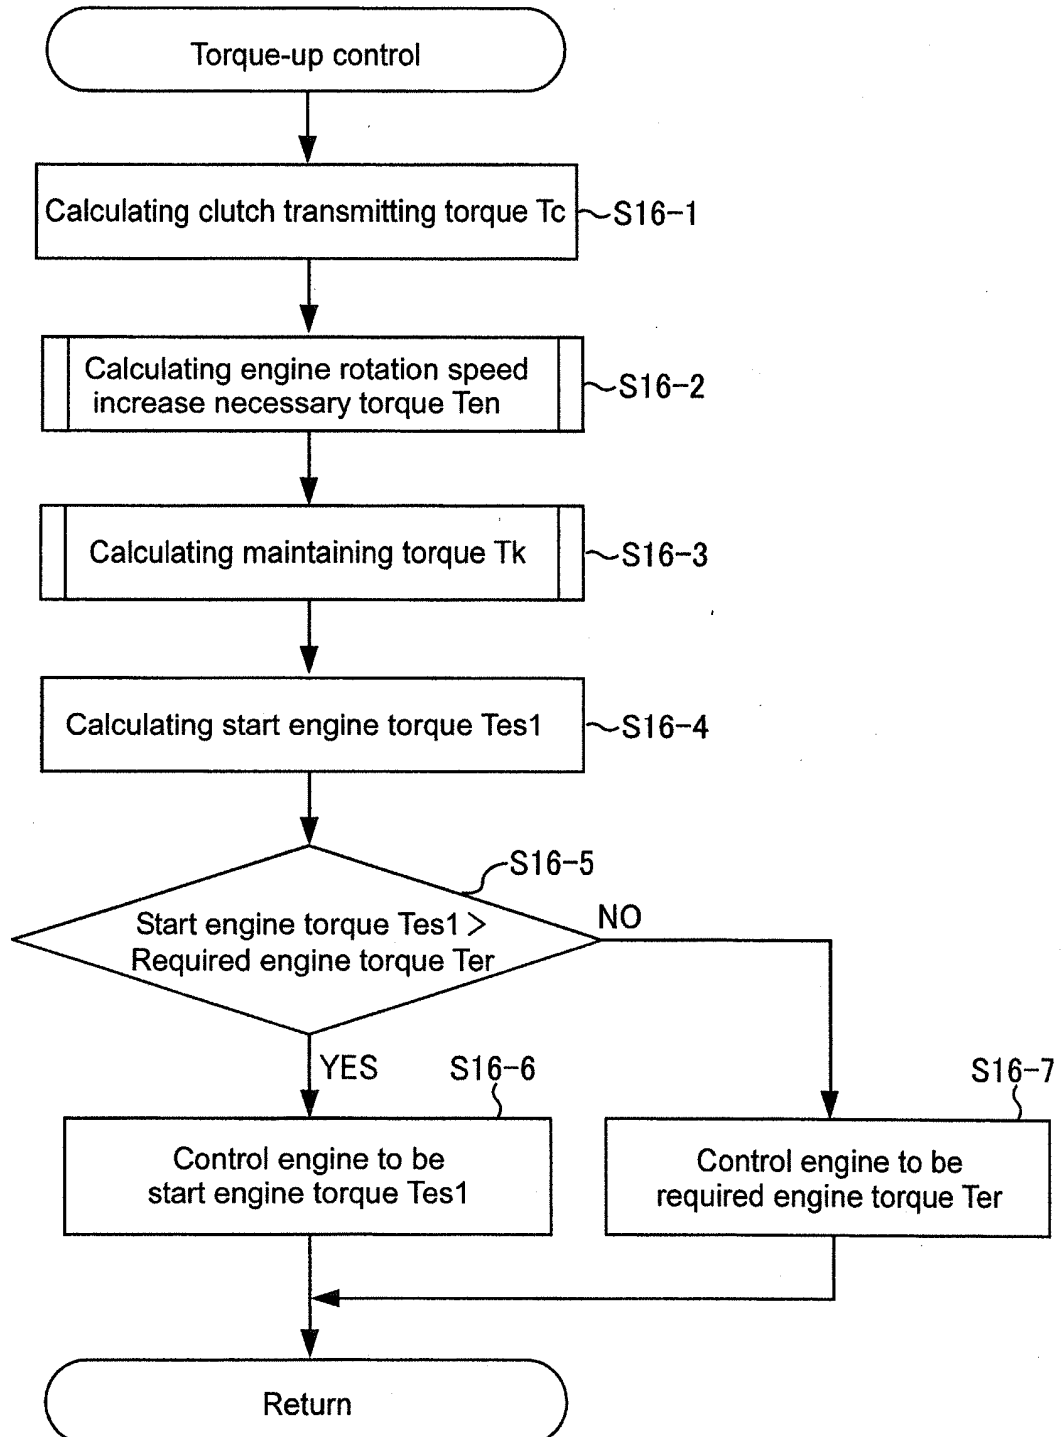 Torque-up control
Calculating clutch transmitting torque Tc
S16-1
Calculating engine rotation speed
increase necessary torque Ten
S16-2
Calculating maintaining torque Tk
S16-3
Calculating start engine torque Tes1
S16-4
S16-5
Start engine torque Tes1 >
Required engine torque Ter
NO
YES
S16-6
S16-7
Control engine to be
start engine torque Tes1
Control engine to be
required engine torque Ter
Return